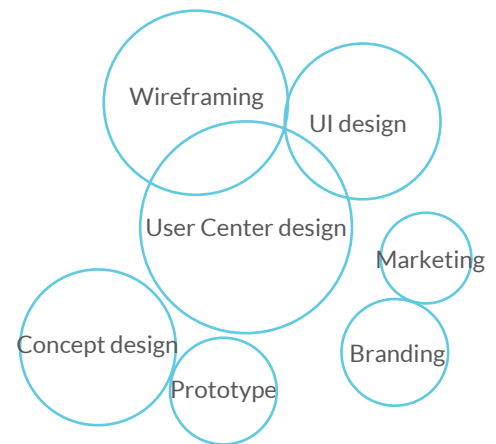 Wireframing
UI design
User Center design
Marketing
Concept design
Branding
Prototype